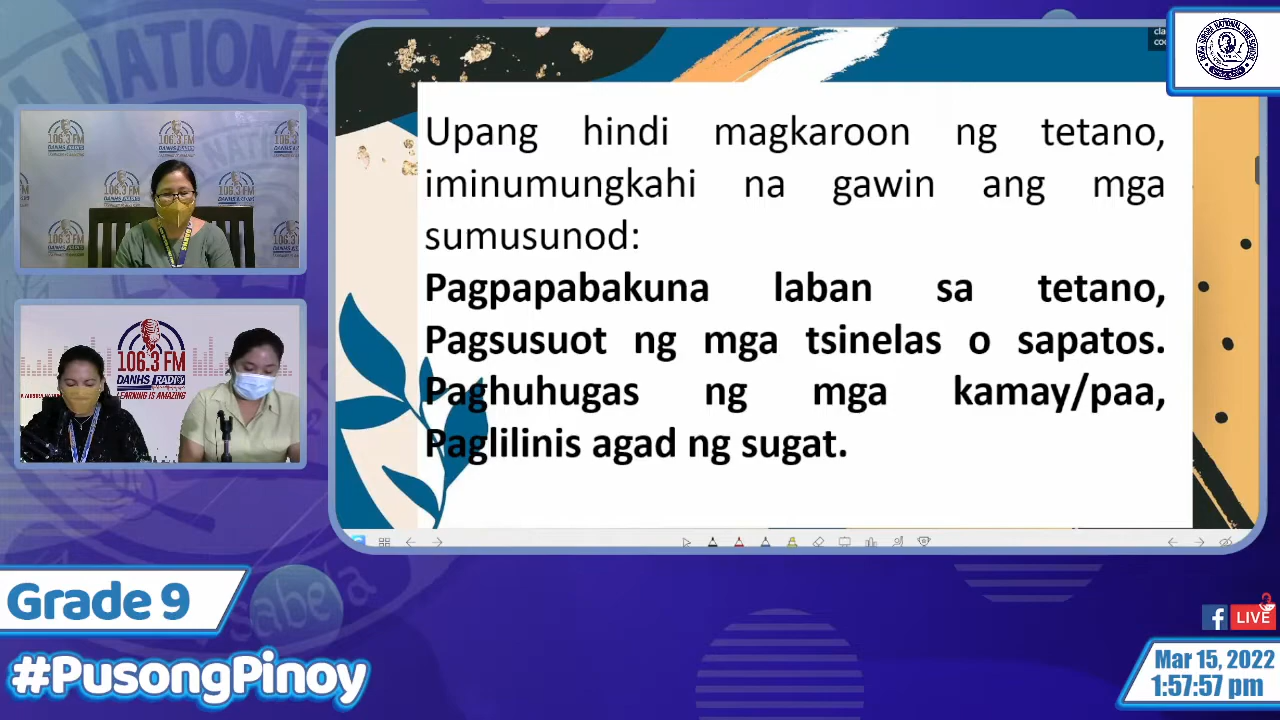 Upang hindi magkaroon ng tetano,
iminumungkahi na gawin ang mga
sumusunod:
Pagpapabakuna laban sa tetano,
Pagsusuot ng mga tsinelas o sapatos.
Paghuhugas ng mga kamay/paa,
Paglilinis agad ng sugat.
106.3 FM
DANHS RADIO
LEARNING IS AMAZING
Grade 9
#PusongPinoy
LIVE
Mar 15, 2022
1:57:57 pm